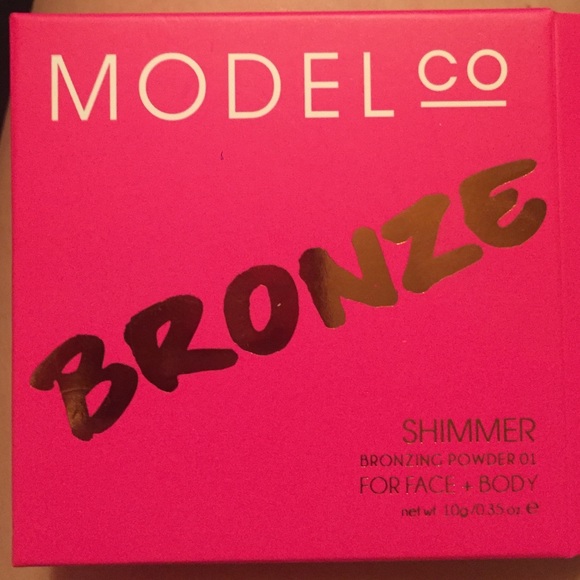 MODEL CO
BRONZE
SHIMMER
BRONZING POWDER 01
FOR FACE + BODY
net wt 10g/0.35 oz. ℮